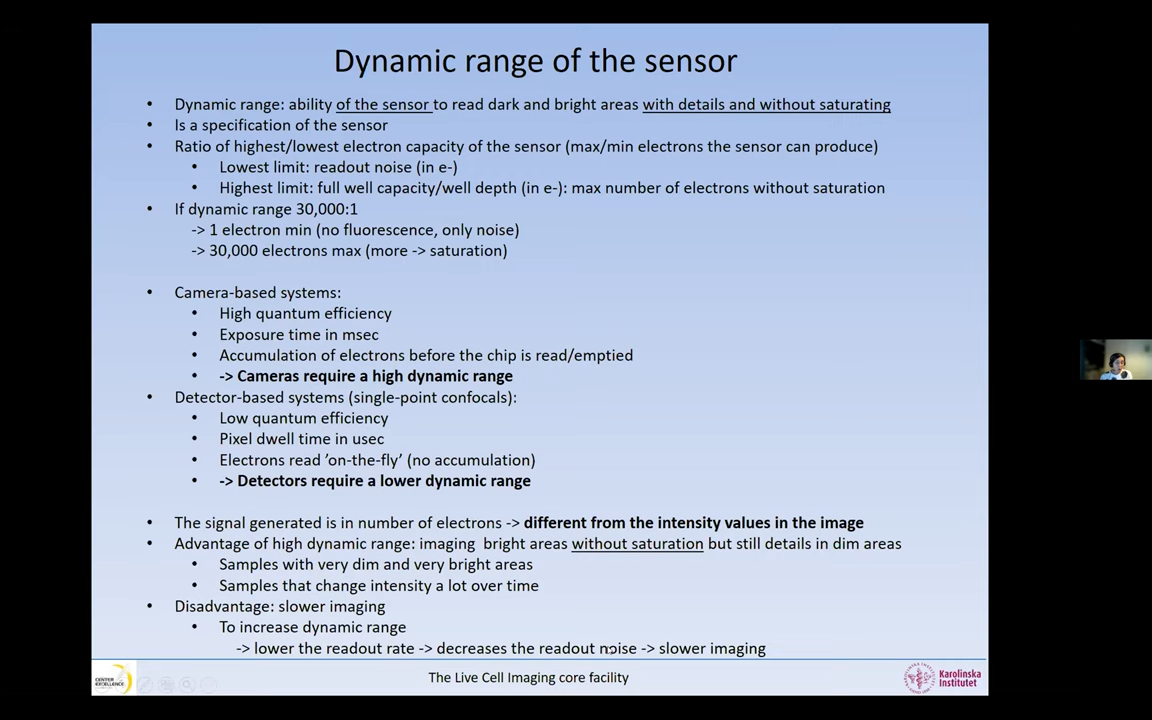 Dynamic range of the sensor
• Dynamic range: ability of the sensor to read dark and bright areas with details and without saturating
• Is a specification of the sensor
• Ratio of highest/lowest electron capacity of the sensor (max/min electrons the sensor can produce)
• Lowest limit: readout noise (in e-)
• Highest limit: full well capacity/well depth (in e-): max number of electrons without saturation
• If dynamic range 30,000:1
-> 1 electron min (no fluorescence, only noise)
-> 30,000 electrons max (more -> saturation)
• Camera-based systems:
• High quantum efficiency
• Exposure time in msec
• Accumulation of electrons before the chip is read/emptied
• -> Cameras require a high dynamic range
• Detector-based systems (single-point confocals):
• Low quantum efficiency
• Pixel dwell time in usec
• Electrons read ’on-the-fly’ (no accumulation)
• -> Detectors require a lower dynamic range
• The signal generated is in number of electrons -> different from the intensity values in the image
• Advantage of high dynamic range: imaging bright areas without saturation but still details in dim areas
• Samples with very dim and very bright areas
• Samples that change intensity a lot over time
• Disadvantage: slower imaging
• To increase dynamic range
-> lower the readout rate -> decreases the readout noise -> slower imaging
The Live Cell Imaging core facility
Karolinska
Institutet